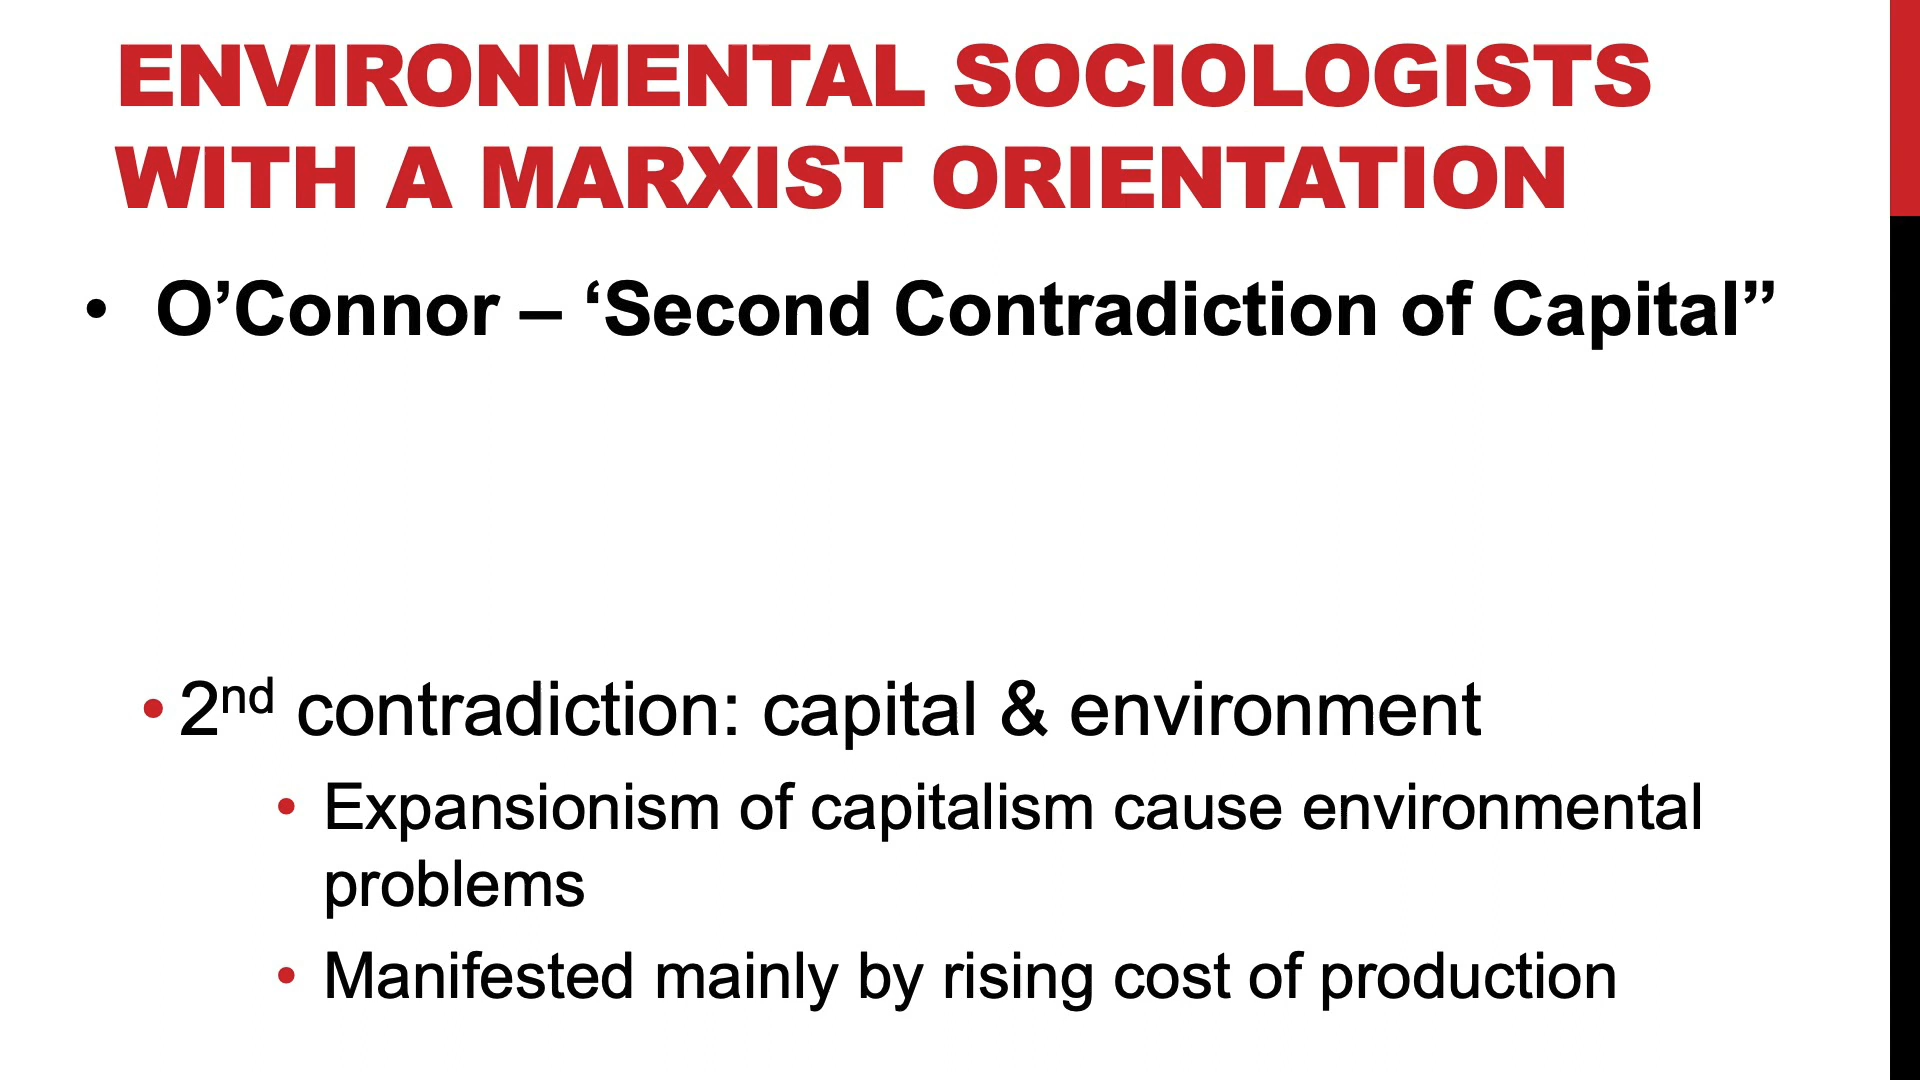 ENVIRONMENTAL SOCIOLOGISTS
WITH A MARXIST ORIENTATION
• O’Connor – ‘Second Contradiction of Capital”
• 2nd contradiction: capital & environment
• Expansionism of capitalism cause environmental
problems
• Manifested mainly by rising cost of production